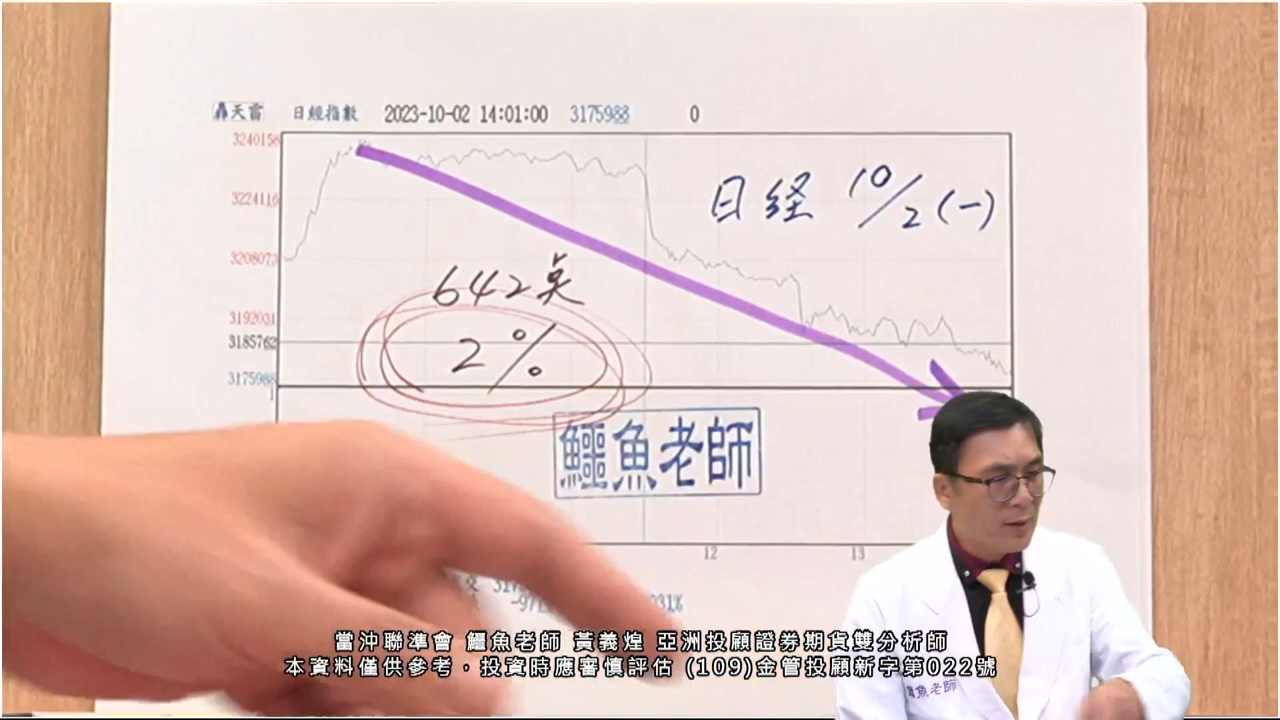 轟天雷 日經指數 2023-10-02 14:01:00 3175988 0
3240158
3224116
3208073
3192031
3185762
3175988
1
日経 10/2 (一)
642点
2%
鱷魚老師
12 13
當沖聯準會 鱷魚老師 黃義煌 亞洲投顧證券期貨雙分析師
本資料僅供參考，投資時應審慎評估 (109)金管投顧新字第022號
魚老師